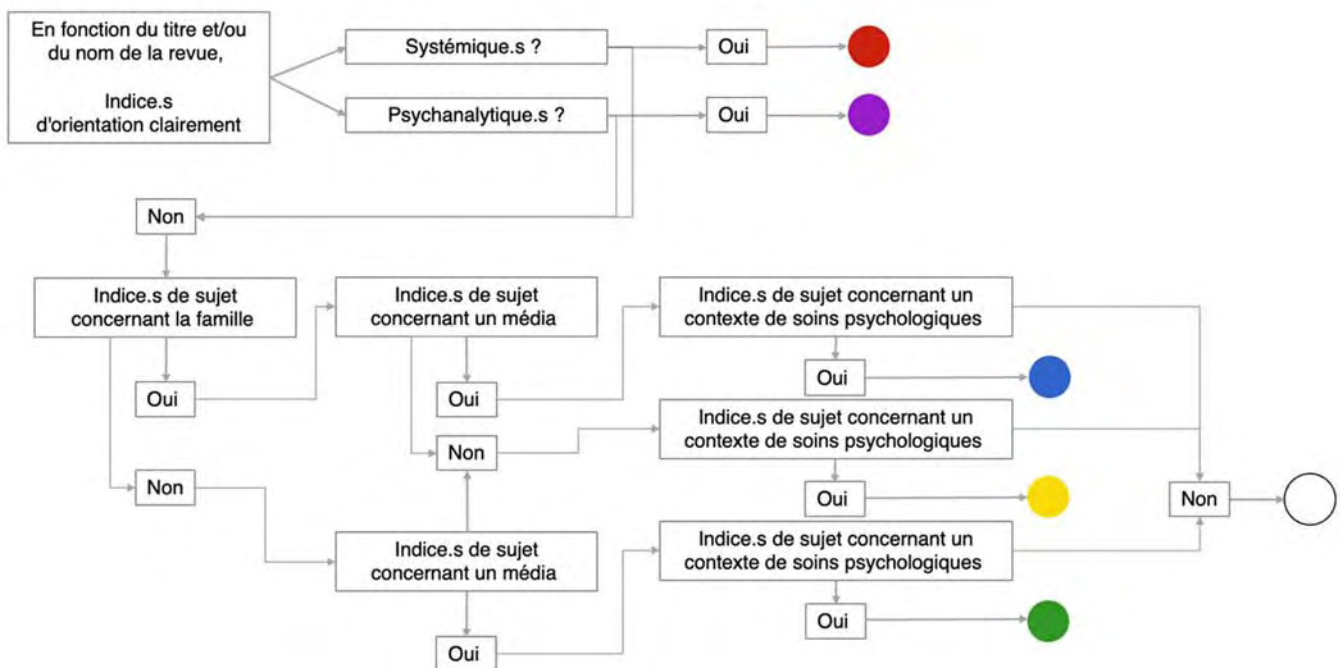 En fonction du titre et/ou
du nom de la revue,
Indice.s
d'orientation clairement
Systémique.s ?
Oui
Psychanalytique.s ?
Oui
Non
Indice.s de sujet
concernant la famille
Indice.s de sujet
concernant un média
Indice.s de sujet concernant un
contexte de soins psychologiques
Oui
Oui
Oui
Indice.s de sujet concernant un
contexte de soins psychologiques
Non
Non
Oui
Non
Indice.s de sujet
concernant un média
Indice.s de sujet concernant un
contexte de soins psychologiques
Oui
Oui